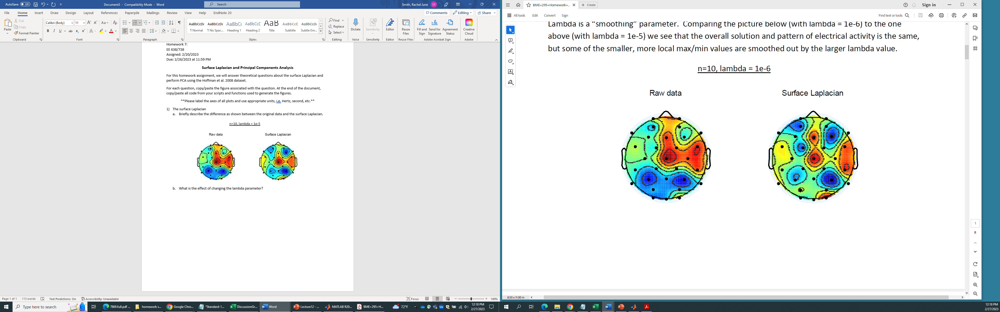 AutoSave Off
Document3 - Compatibility Mode - Word
Search
Smith, Rachel June SR
File Home Insert Draw Design Layout References Paperpile Mailings Review View Help EndNote 20
Comments Editing Share
Paste
Cut
Copy
Format Painter
Clipboard
Calibri (Body) 11
Font
Paragraph
AaBbCcDc AaBbCcDc AaBbCc AaBbCcE AaB AaBbCcD AaBbCcDc
¶ Normal ¶ No Spac... Heading 1 Heading 2 Title Subtitle Subtle Em...
Styles
Find
Replace
Select
Editing
Dictate
Voice
Sensitivity
Sensitivity
Editor
Editor
Reuse Files
Reuse Files
Fill and Sign
Send for Signature
Agreement Status
Adobe Acrobat Sign
Creative Cloud
Adobe
Homework 7:
EE 638/738
Assigned: 2/20/2023
Due: 2/26/2023 at 11:59 PM
Surface Laplacian and Principal Components Analysis
For this homework assignment, we will answer theoretical questions about the surface Laplacian and
perform PCA using the Hoffman et al. 2008 dataset.
For each question, copy/paste the figure associated with the question. At the end of the document,
copy/paste all code from your scripts and functions used to generate the figures.
**Please label the axes of all plots and use appropriate units, i.e. Hertz, second, etc.**
1) The surface Laplacian
a. Briefly describe the difference as shown between the original data and the surface Laplacian.
n=10, lambda = 1e-5
Raw data Surface Laplacian
b. What is the effect of changing the lambda parameter?
Page 1 of 1 113 words Text Predictions: On Accessibility: Unavailable Focus 100%
BME+295+Homework+... Create
Sign in
All tools Edit Convert Sign
Find text or tools
Lambda is a “smoothing” parameter. Comparing the picture below (with lambda = 1e-6) to the one
above (with lambda = 1e-5) we see that the overall solution and pattern of electrical activity is the same,
but some of the smaller, more local max/min values are smoothed out by the larger lambda value.
n=10, lambda = 1e-6
Raw data Surface Laplacian
1
8
8.50 x 11.00 in
Type here to search
7869.full.pdf ... homework s... Google Chro... *Standard-1... DiscussionGr... Word Lecture12 - ... MATLAB R20... BME+295+H...
72°F
12:18 PM
2/27/2023
12:18 PM
2/27/2023